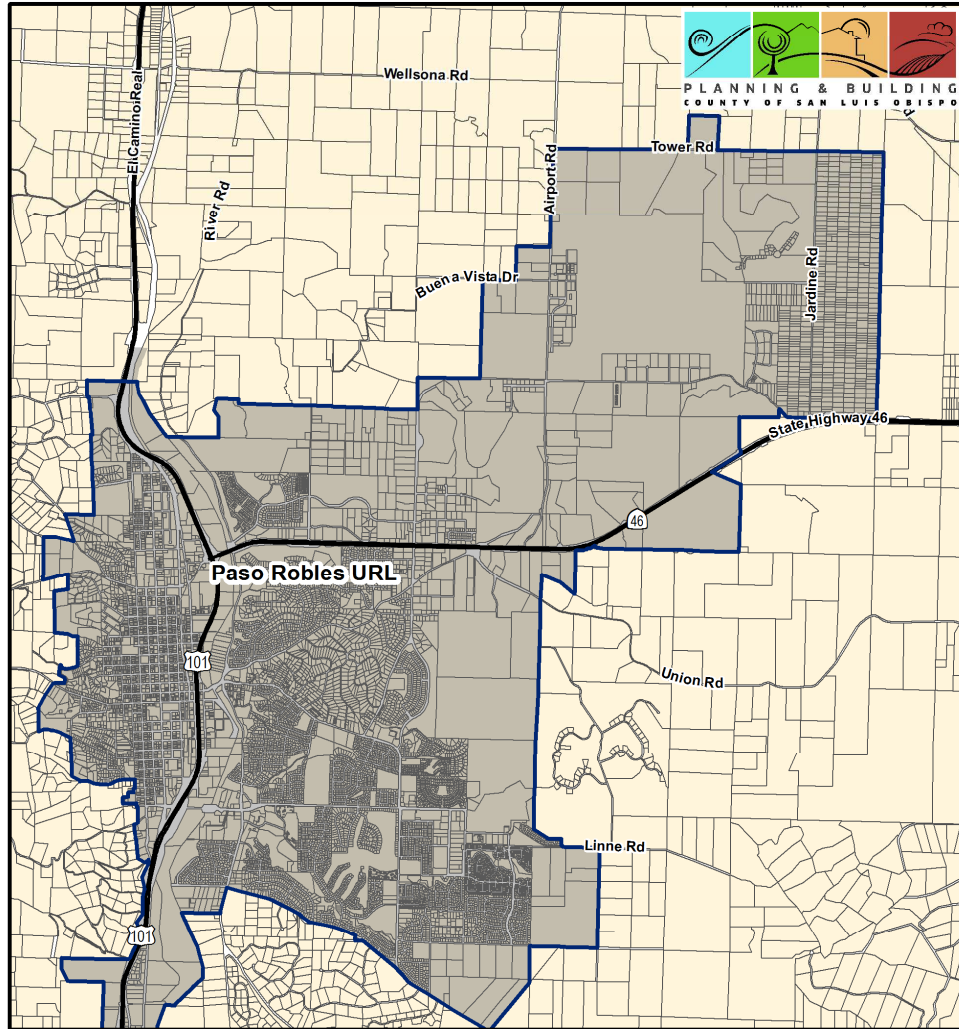 PLANNING & BUILDING
COUNTY OF SAN LUIS OBISPO
Wellsona Rd
El Camino Real
Tower Rd
Airport Rd
River Rd
Buena Vista Dr
Jardine Rd
State Highway 46
46
Paso Robles URL
101
Union Rd
Linne Rd
101